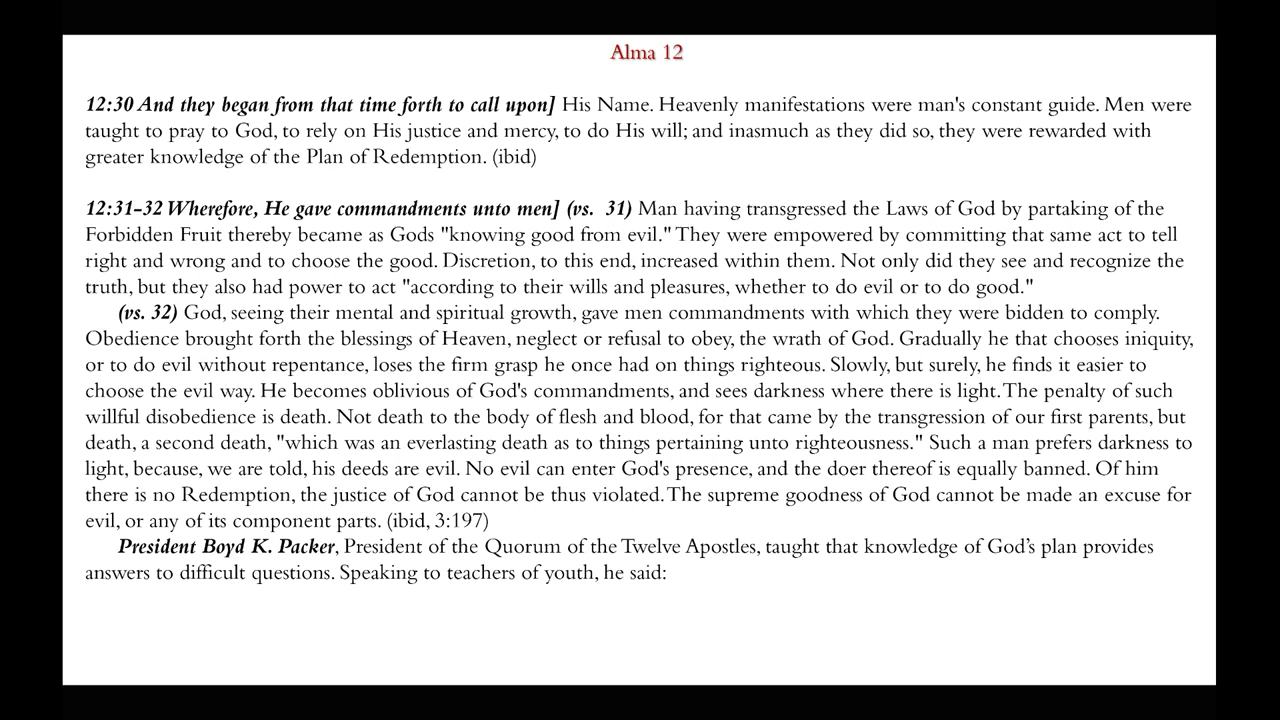 Alma 12
12:30 And they began from that time forth to call upon] His Name. Heavenly manifestations were man's constant guide. Men were
taught to pray to God, to rely on His justice and mercy, to do His will; and inasmuch as they did so, they were rewarded with
greater knowledge of the Plan of Redemption. (ibid)
12:31-32 Wherefore, He gave commandments unto men] (vs. 31) Man having transgressed the Laws of God by partaking of the
Forbidden Fruit thereby became as Gods "knowing good from evil." They were empowered by committing that same act to tell
right and wrong and to choose the good. Discretion, to this end, increased within them. Not only did they see and recognize the
truth, but they also had power to act "according to their wills and pleasures, whether to do evil or to do good."
(vs. 32) God, seeing their mental and spiritual growth, gave men commandments with which they were bidden to comply.
Obedience brought forth the blessings of Heaven, neglect or refusal to obey, the wrath of God. Gradually he that chooses iniquity,
or to do evil without repentance, loses the firm grasp he once had on things righteous. Slowly, but surely, he finds it easier to
choose the evil way. He becomes oblivious of God's commandments, and sees darkness where there is light. The penalty of such
willful disobedience is death. Not death to the body of flesh and blood, for that came by the transgression of our first parents, but
death, a second death, "which was an everlasting death as to things pertaining unto righteousness." Such a man prefers darkness to
light, because, we are told, his deeds are evil. No evil can enter God's presence, and the doer thereof is equally banned. Of him
there is no Redemption, the justice of God cannot be thus violated. The supreme goodness of God cannot be made an excuse for
evil, or any of its component parts. (ibid, 3:197)
President Boyd K. Packer, President of the Quorum of the Twelve Apostles, taught that knowledge of God’s plan provides
answers to difficult questions. Speaking to teachers of youth, he said: